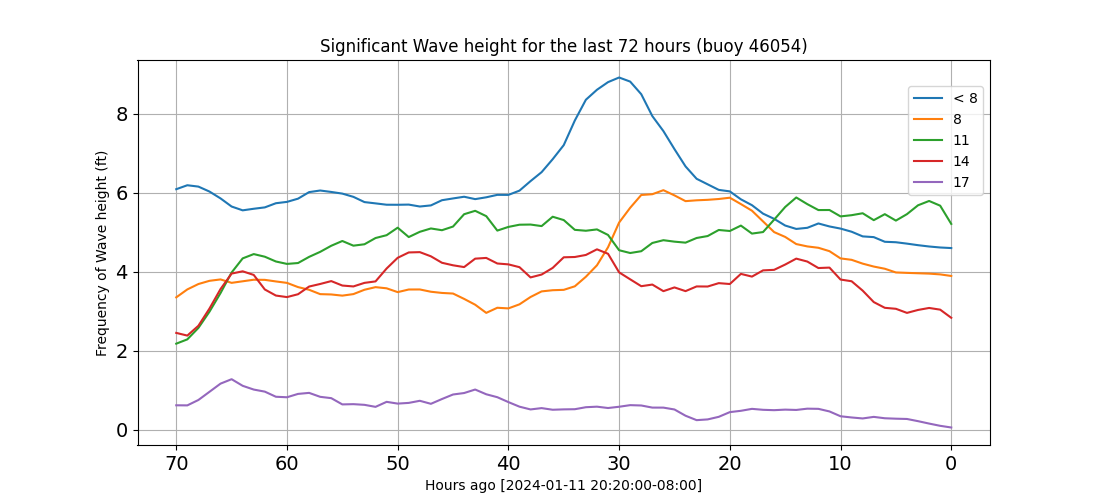 Significant Wave height for the last 72 hours (buoy 46054)
Frequency of Wave height (ft)
8
6
4
2
0
< 8
8
11
14
17
70 60 50 40 30 20 10 0
Hours ago [2024-01-11 20:20:00-08:00]